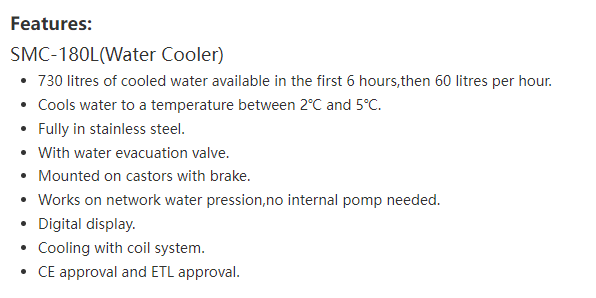 Features:
SMC-180L(Water Cooler)
• 730 litres of cooled water available in the first 6 hours,then 60 litres per hour.
• Cools water to a temperature between 2℃ and 5℃.
• Fully in stainless steel.
• With water evacuation valve.
• Mounted on castors with brake.
• Works on network water pression,no internal pomp needed.
• Digital display.
• Cooling with coil system.
• CE approval and ETL approval.